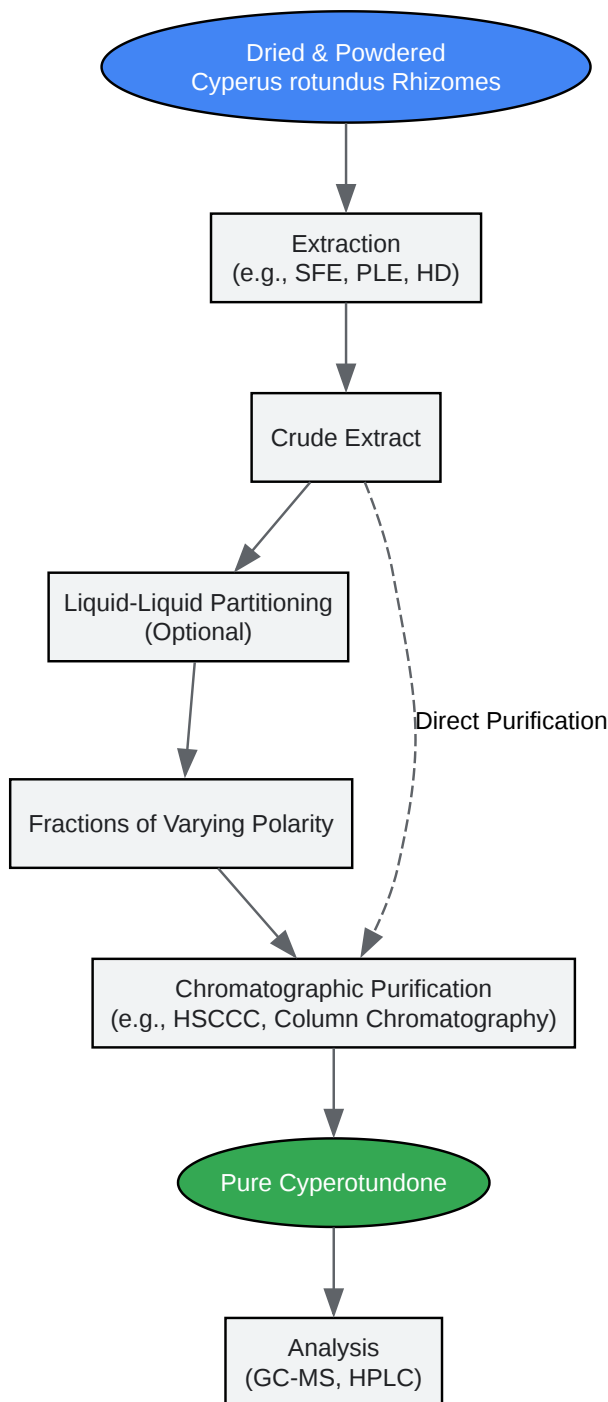 Dried & Powdered
Cyperus rotundus Rhizomes
Extraction
(e.g., SFE, PLE, HD)
Crude Extract
Liquid-Liquid Partitioning
(Optional)
Direct Purification
Fractions of Varying Polarity
Chromatographic Purification
(e.g., HSCCC, Column Chromatography)
Pure Cyperotundone
Analysis
(GC-MS, HPLC)